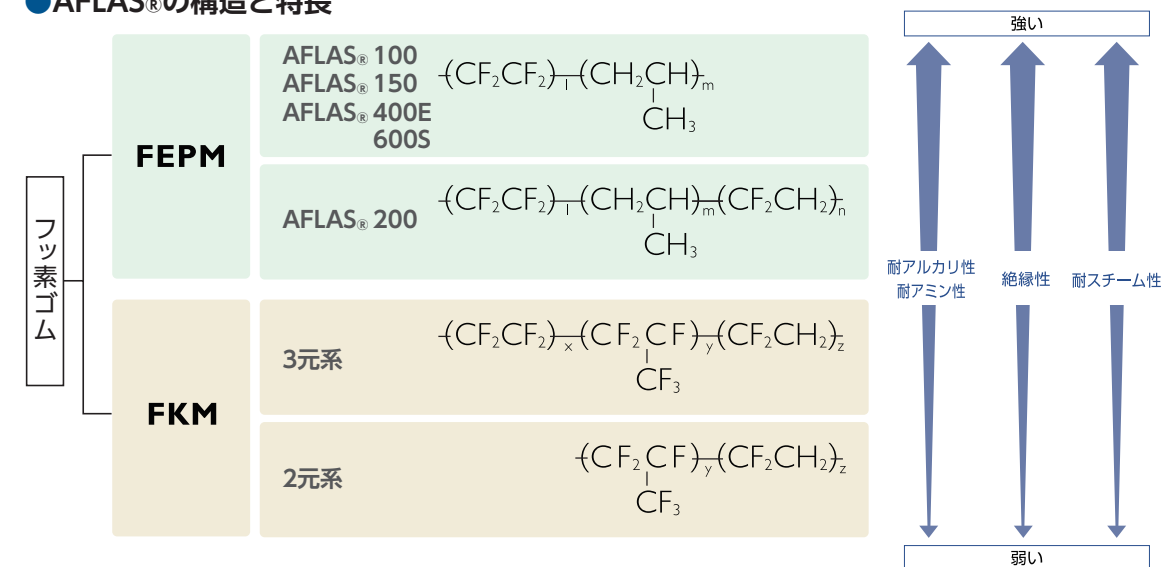 ●AFLAS®の構造と特長
フッ素ゴム
FEPM
AFLAS® 100
AFLAS® 150
AFLAS® 400E
600S
-(CF₂CF₂)ₗ-(CH₂CH)ₘ
CH₃
AFLAS® 200
-(CF₂CF₂)ₗ-(CH₂CH)ₘ-(CF₂CH₂)ₙ
CH₃
FKM
3元系
-(CF₂CF₂)x-(CF₂CF)y-(CF₂CH₂)z
CF₃
2元系
-(CF₂CF)y-(CF₂CH₂)z
CF₃
強い
耐アルカリ性
耐アミン性
絶縁性
耐スチーム性
弱い